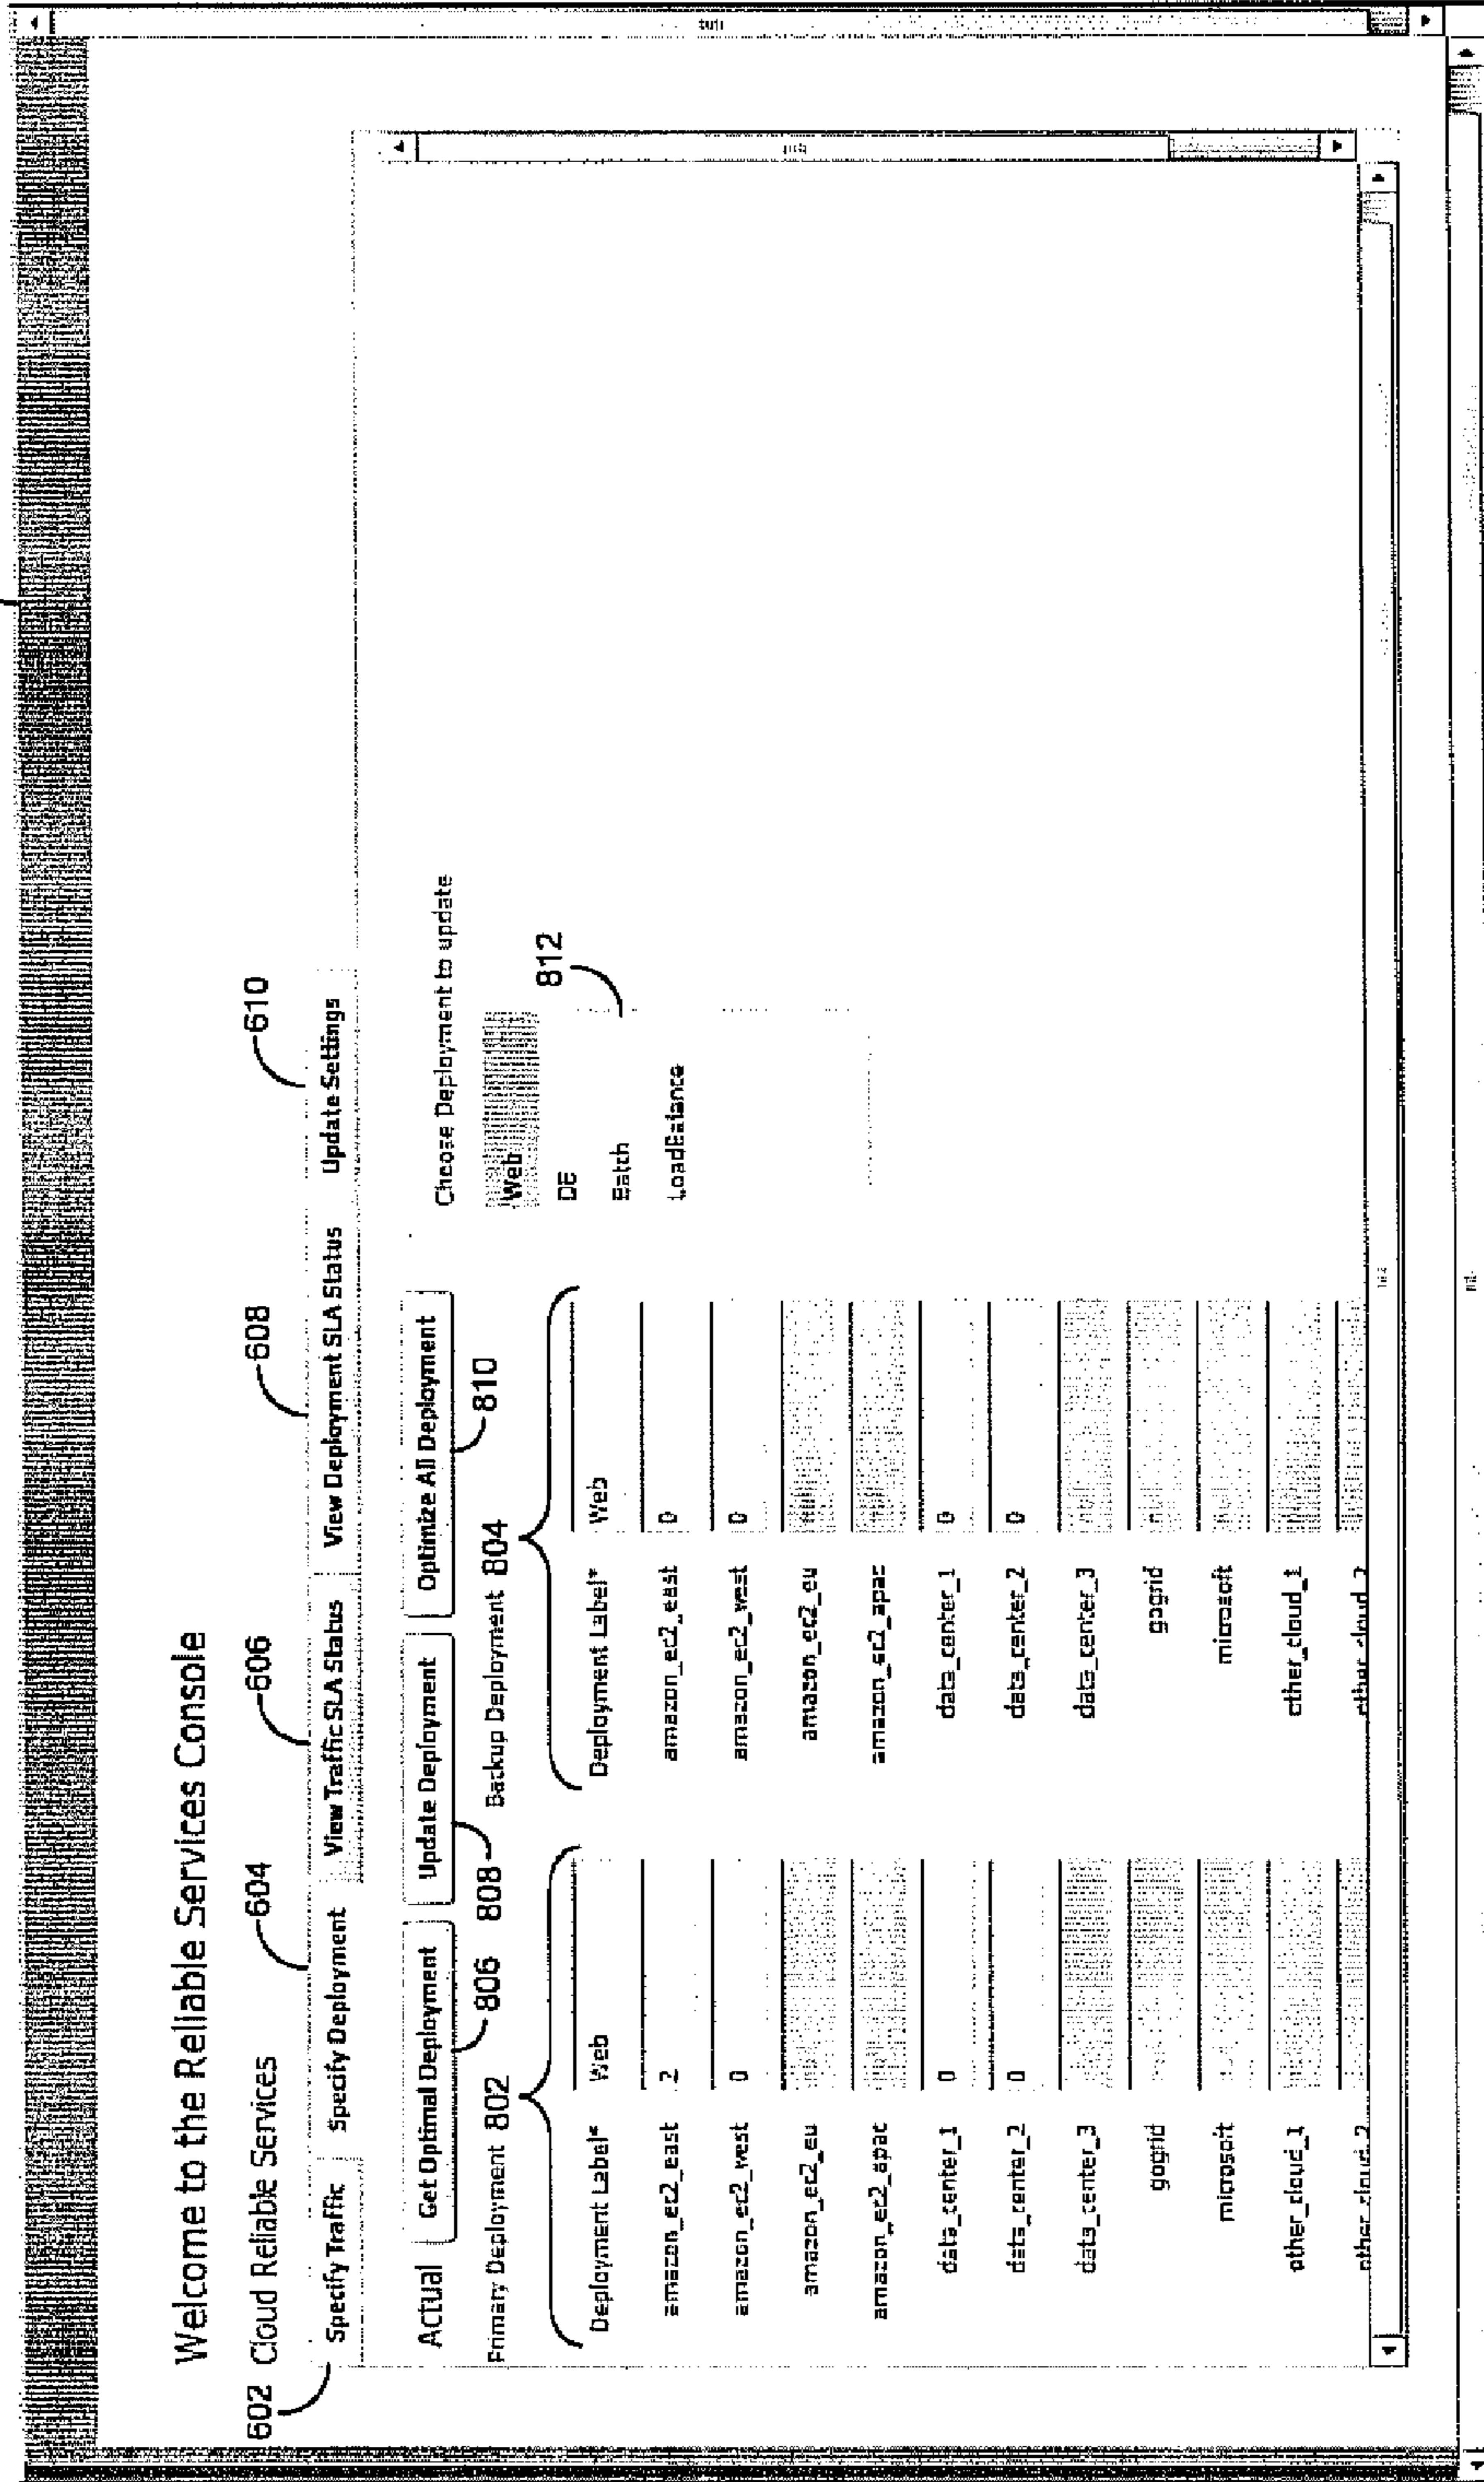 Welcome to the Reliable Services Console
602 Cloud Reliable Services 604 606 608 610
Specify Traffic Specify Deployment View Traffic SLA Status View Deployment SLA Status Update Settings
Actual Get Optimal Deployment Update Deployment Optimize All Deployment
Primary Deployment 802 806 808 Backup Deployment 804 810
Choose Deployment to update
Deployment Label* Web
amazon_ec2_east 2
amazon_ec2_west 0
amazon_ec2_eu
amazon_ec2_apac
data_center_1 0
data_center_2 0
data_center_3
gogrid
microsoft
other_cloud_1
other_cloud_2
Deployment Label* Web
amazon_ec2_east 0
amazon_ec2_west 0
amazon_ec2_eu
amazon_ec2_apac
data_center_1 0
data_center_2 0
data_center_3
gogrid
microsoft
other_cloud_1
other_cloud_2
Web
812
Batch
LoadBalance